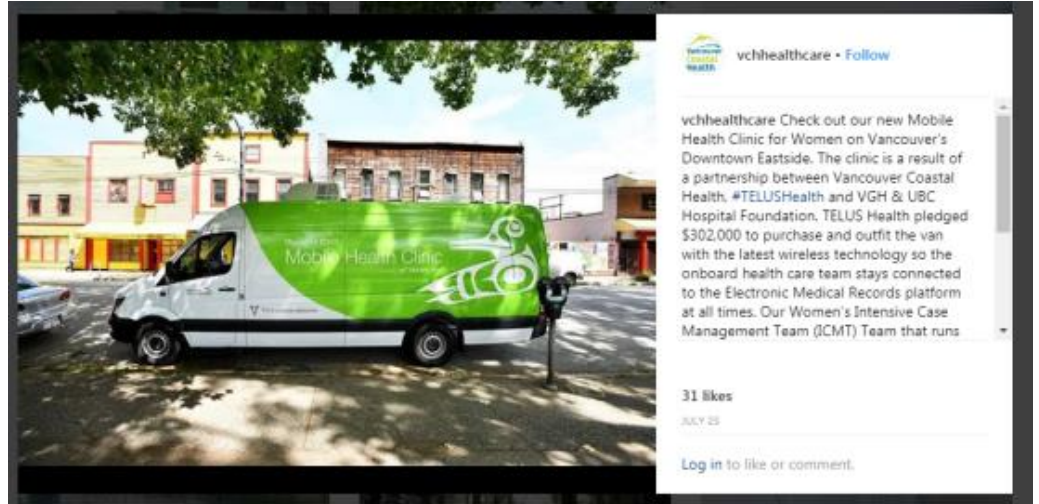 Mobile Health Clinic
Vancouver
Coastal
Health
vchhealthcare • Follow
vchhealthcare Check out our new Mobile
Health Clinic for Women on Vancouver's
Downtown Eastside. The clinic is a result of
a partnership between Vancouver Coastal
Health, #TELUSHealth and VGH & UBC
Hospital Foundation. TELUS Health pledged
$302,000 to purchase and outfit the van
with the latest wireless technology so the
onboard health care team stays connected
to the Electronic Medical Records platform
at all times. Our Women's Intensive Case
Management Team (ICMT) Team that runs
31 likes
JULY 25
Log in to like or comment.